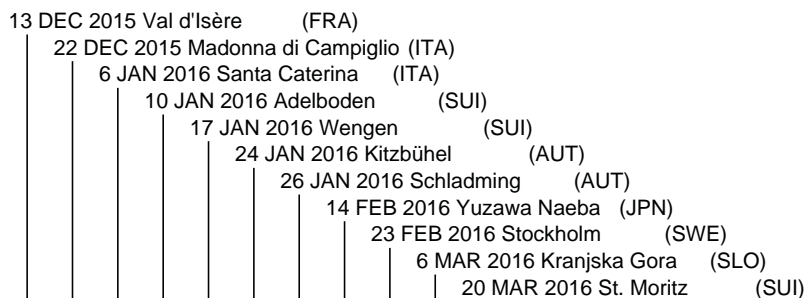 13 DEC 2015 Val d'Isère (FRA)
22 DEC 2015 Madonna di Campiglio (ITA)
6 JAN 2016 Santa Caterina (ITA)
10 JAN 2016 Adelboden (SUI)
17 JAN 2016 Wengen (SUI)
24 JAN 2016 Kitzbühel (AUT)
26 JAN 2016 Schladming (AUT)
14 FEB 2016 Yuzawa Naeba (JPN)
23 FEB 2016 Stockholm (SWE)
6 MAR 2016 Kranjska Gora (SLO)
20 MAR 2016 St. Moritz (SUI)